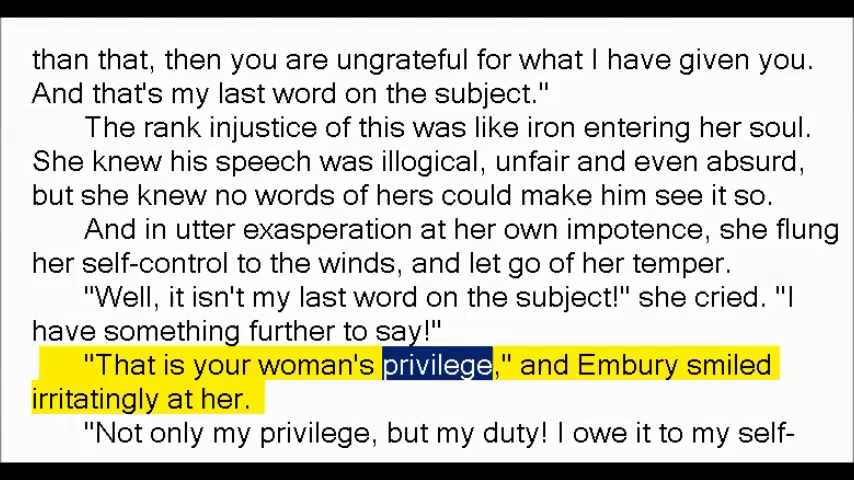 than that, then you are ungrateful for what I have given you.
And that's my last word on the subject."
The rank injustice of this was like iron entering her soul.
She knew his speech was illogical, unfair and even absurd,
but she knew no words of hers could make him see it so.
And in utter exasperation at her own impotence, she flung
her self-control to the winds, and let go of her temper.
"Well, it isn't my last word on the subject!" she cried. "I
have something further to say!"
"That is your woman's privilege," and Embury smiled
irritatingly at her.
"Not only my privilege, but my duty! I owe it to my self-